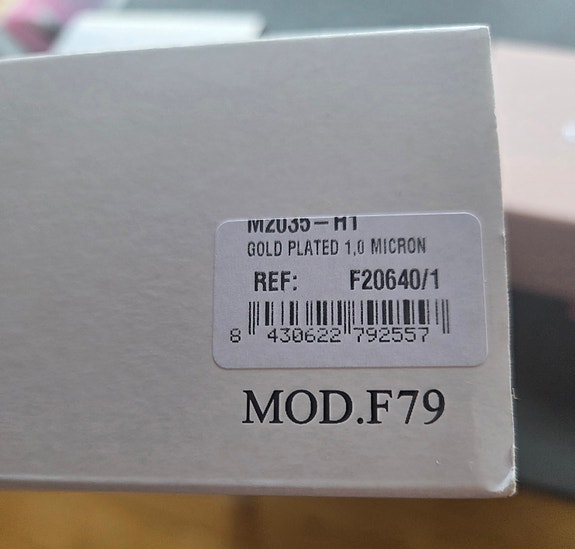 M2035-H1
GOLD PLATED 1,0 MICRON
REF: F20640/1
8 430622 792557
MOD.F79